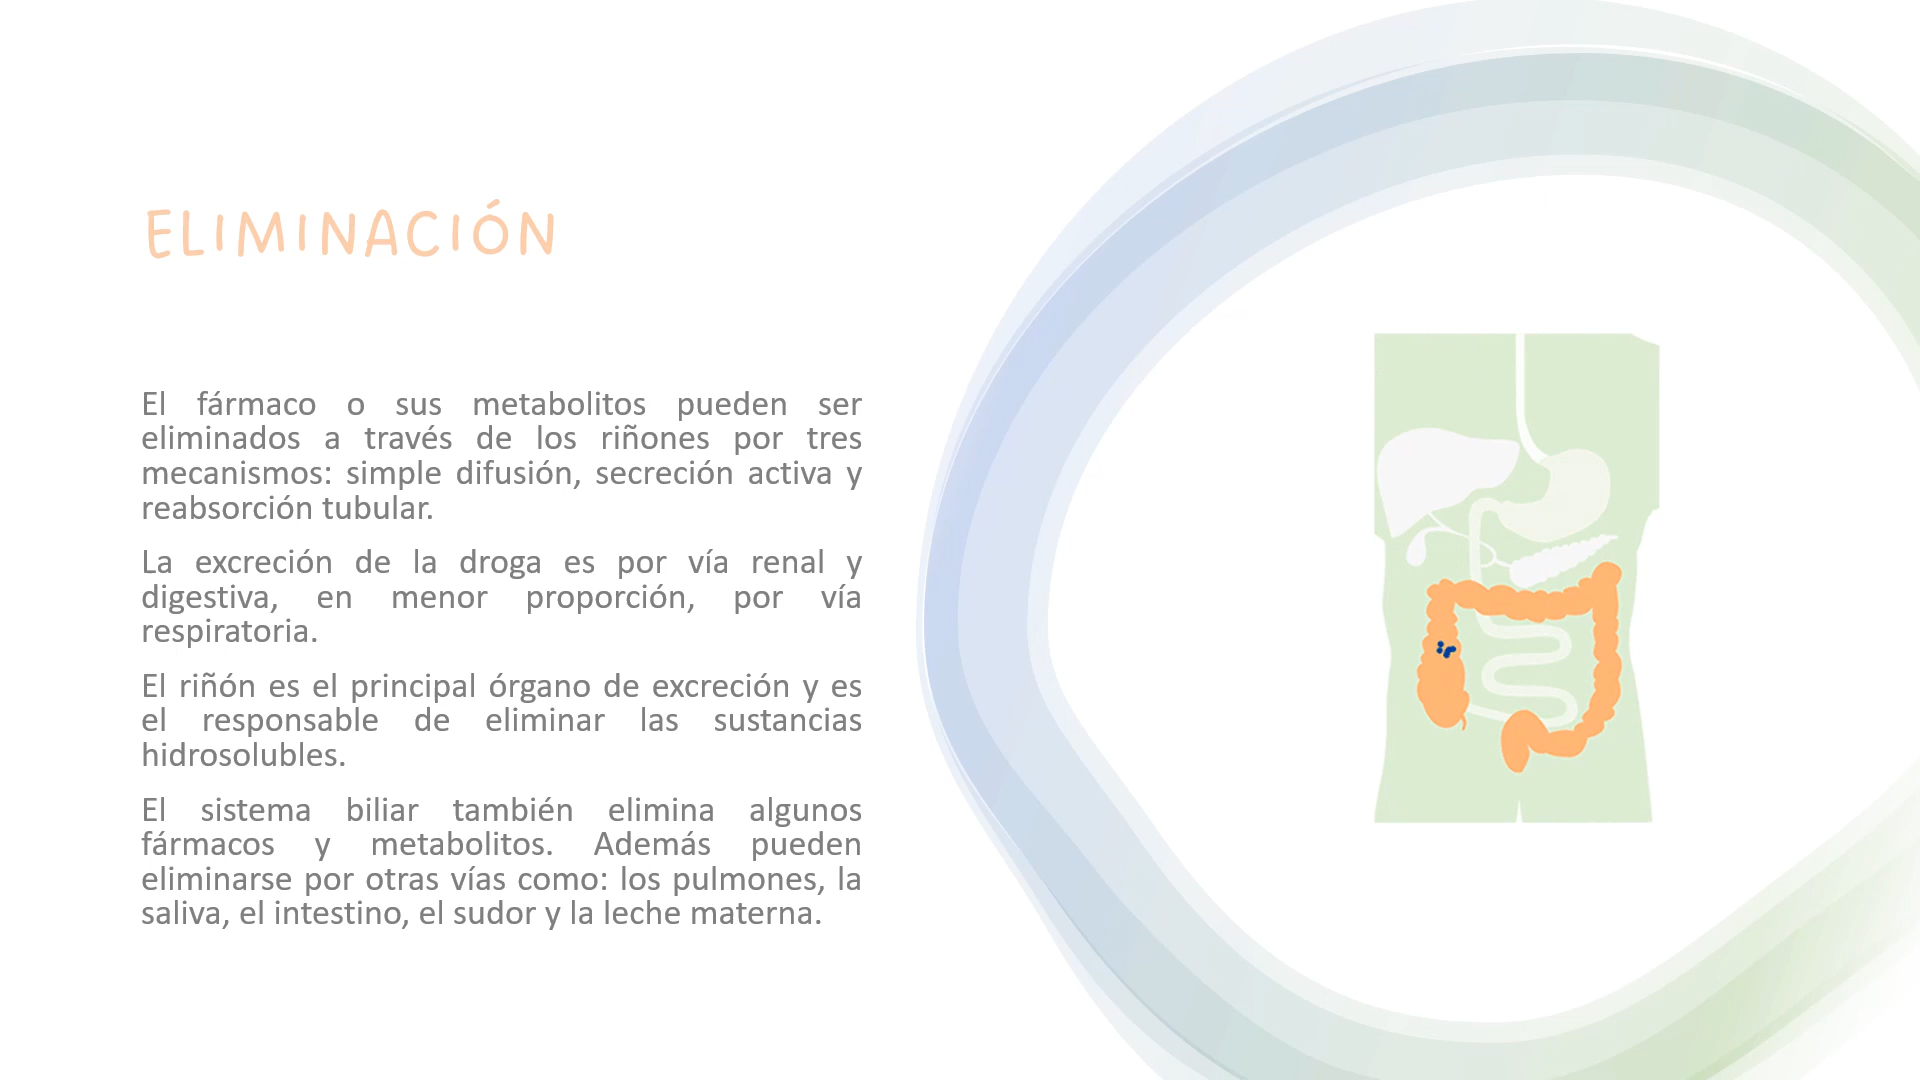 ELIMINACIÓN
El fármaco o sus metabolitos pueden ser
eliminados a través de los riñones por tres
mecanismos: simple difusión, secreción activa y
reabsorción tubular.
La excreción de la droga es por vía renal y
digestiva, en menor proporción, por vía
respiratoria.
El riñón es el principal órgano de excreción y es
el responsable de eliminar las sustancias
hidrosolubles.
El sistema biliar también elimina algunos
fármacos y metabolitos. Además pueden
eliminarse por otras vías como: los pulmones, la
saliva, el intestino, el sudor y la leche materna.